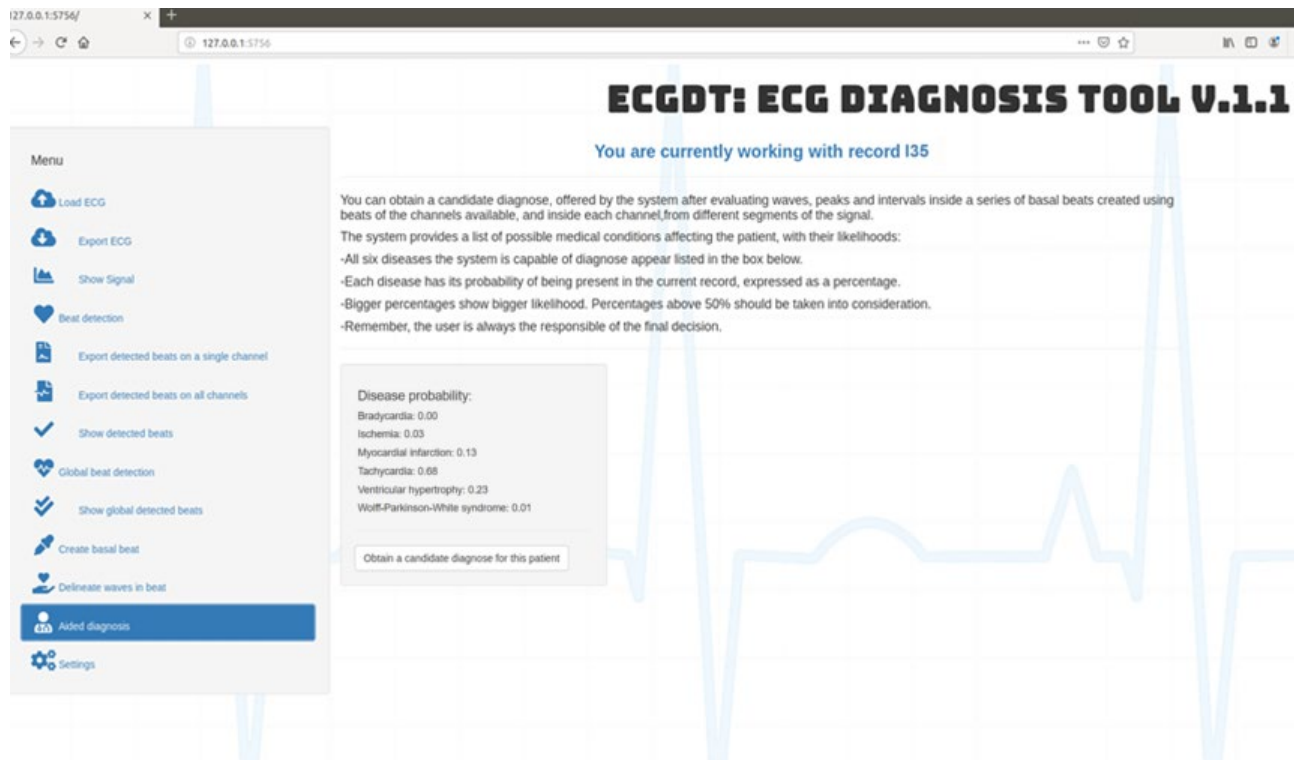 127.0.0.1:5756/
127.0.0.1:5756
ECGDT: ECG DIAGNOSIS TOOL V.1.1
Menu
Load ECG
Export ECG
Show Signal
Beat detection
Export detected beats on a single channel
Export detected beats on all channels
Show detected beats
Global beat detection
Show global detected beats
Create basal beat
Delineate waves in beat
Aided diagnosis
Settings
You are currently working with record I35
You can obtain a candidate diagnose, offered by the system after evaluating waves, peaks and intervals inside a series of basal beats created using
beats of the channels available, and inside each channel,from different segments of the signal.
The system provides a list of possible medical conditions affecting the patient, with their likelihoods:
-All six diseases the system is capable of diagnose appear listed in the box below.
-Each disease has its probability of being present in the current record, expressed as a percentage.
-Bigger percentages show bigger likelihood. Percentages above 50% should be taken into consideration.
-Remember, the user is always the responsible of the final decision.
Disease probability:
Bradycardia: 0.00
Ischemia: 0.03
Myocardial infarction: 0.13
Tachycardia: 0.68
Ventricular hypertrophy: 0.23
Wolff-Parkinson-White syndrome: 0.01
Obtain a candidate diagnose for this patient